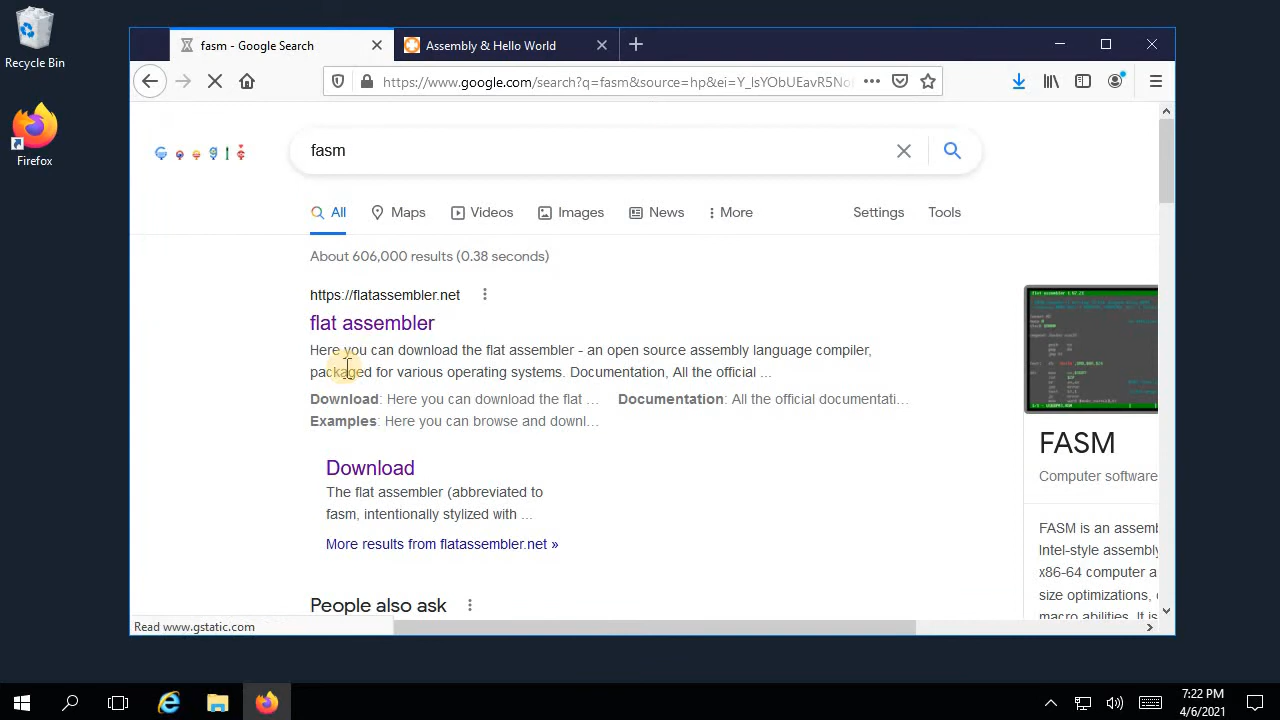 Recycle Bin
Firefox
fasm - Google Search
Assembly & Hello World
https://www.google.com/search?q=fasm&source=hp&ei=Y_lsYObUEavR5NoP
Google
fasm
All
Maps
Videos
Images
News
More
Settings
Tools
About 606,000 results (0.38 seconds)
https://flatassembler.net
flat assembler
Here you can download the flat assembler - an open source assembly language compiler,
packaged for various operating systems. Documentation, All the official ...
Download: Here you can download the flat ...
Documentation: All the official documentati...
Examples: Here you can browse and downl...
Download
The flat assembler (abbreviated to
fasm, intentionally stylized with ...
More results from flatassembler.net »
People also ask
FASM
Computer software
FASM is an assemb
Intel-style assembly
x86-64 computer a
size optimizations, o
macro abilities. It is
Read www.gstatic.com
7:22 PM
4/6/2021